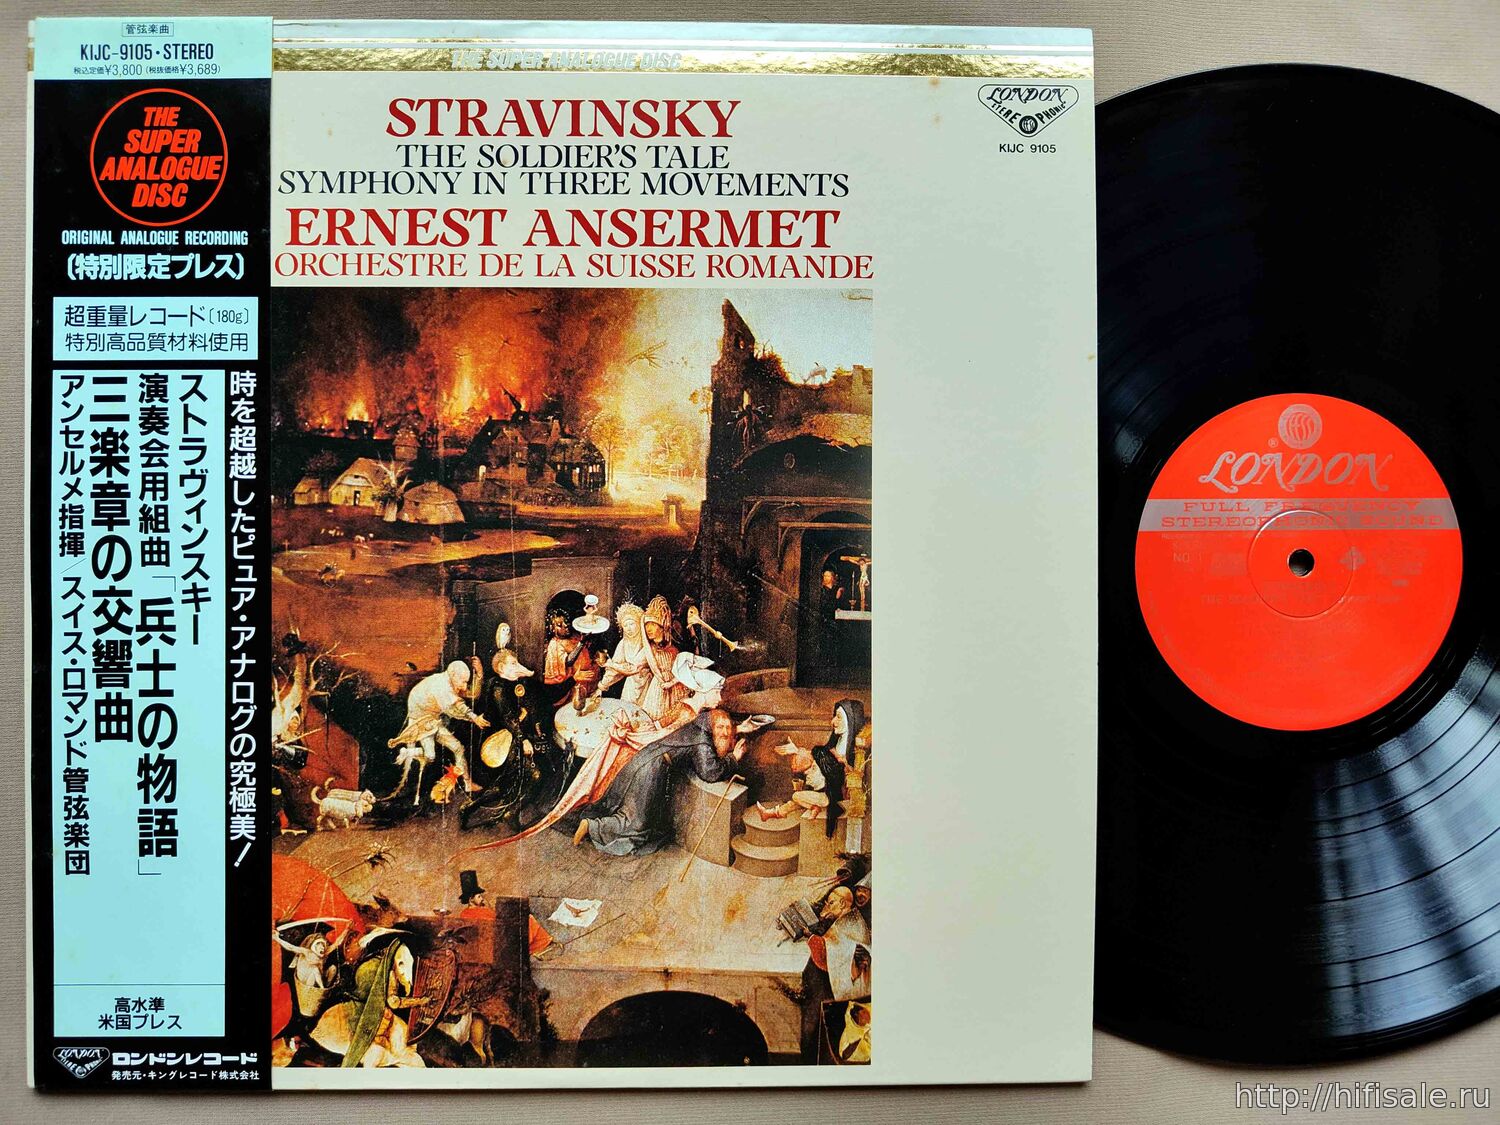 管弦楽曲
KIJC-9105・STEREO
税込定価¥3,800(税抜価格¥3,689)
THE
SUPER
ANALOGUE
DISC
ORIGINAL ANALOGUE RECORDING
〔特別限定プレス〕
超重量レコード〔180g〕
特別高品質材料使用
時を超越したピュア・アナログの究極美!
ストラヴィンスキー
演奏会用組曲「兵士の物語」
三楽章の交響曲
アンセルメ指揮/スイス・ロマンド管弦楽団
高水準
米国プレス
LONDON
ロンドンレコード
発売元・キングレコード株式会社
THE SUPER ANALOGUE DISC
STRAVINSKY
THE SOLDIER'S TALE
SYMPHONY IN THREE MOVEMENTS
ERNEST ANSERMET
ORCHESTRE DE LA SUISSE ROMANDE
LONDON
STEREOPHONIC
KIJC 9105
LONDON
FULL FREQUENCY
STEREOPHONIC SOUND
http://hifisale.ru